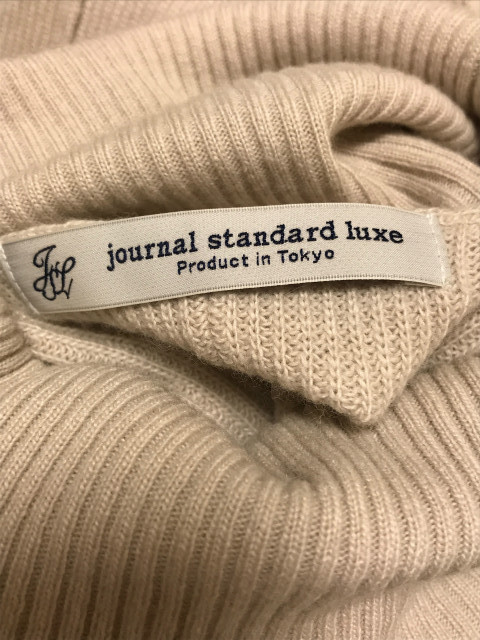 journal standard luxe
Product in Tokyo